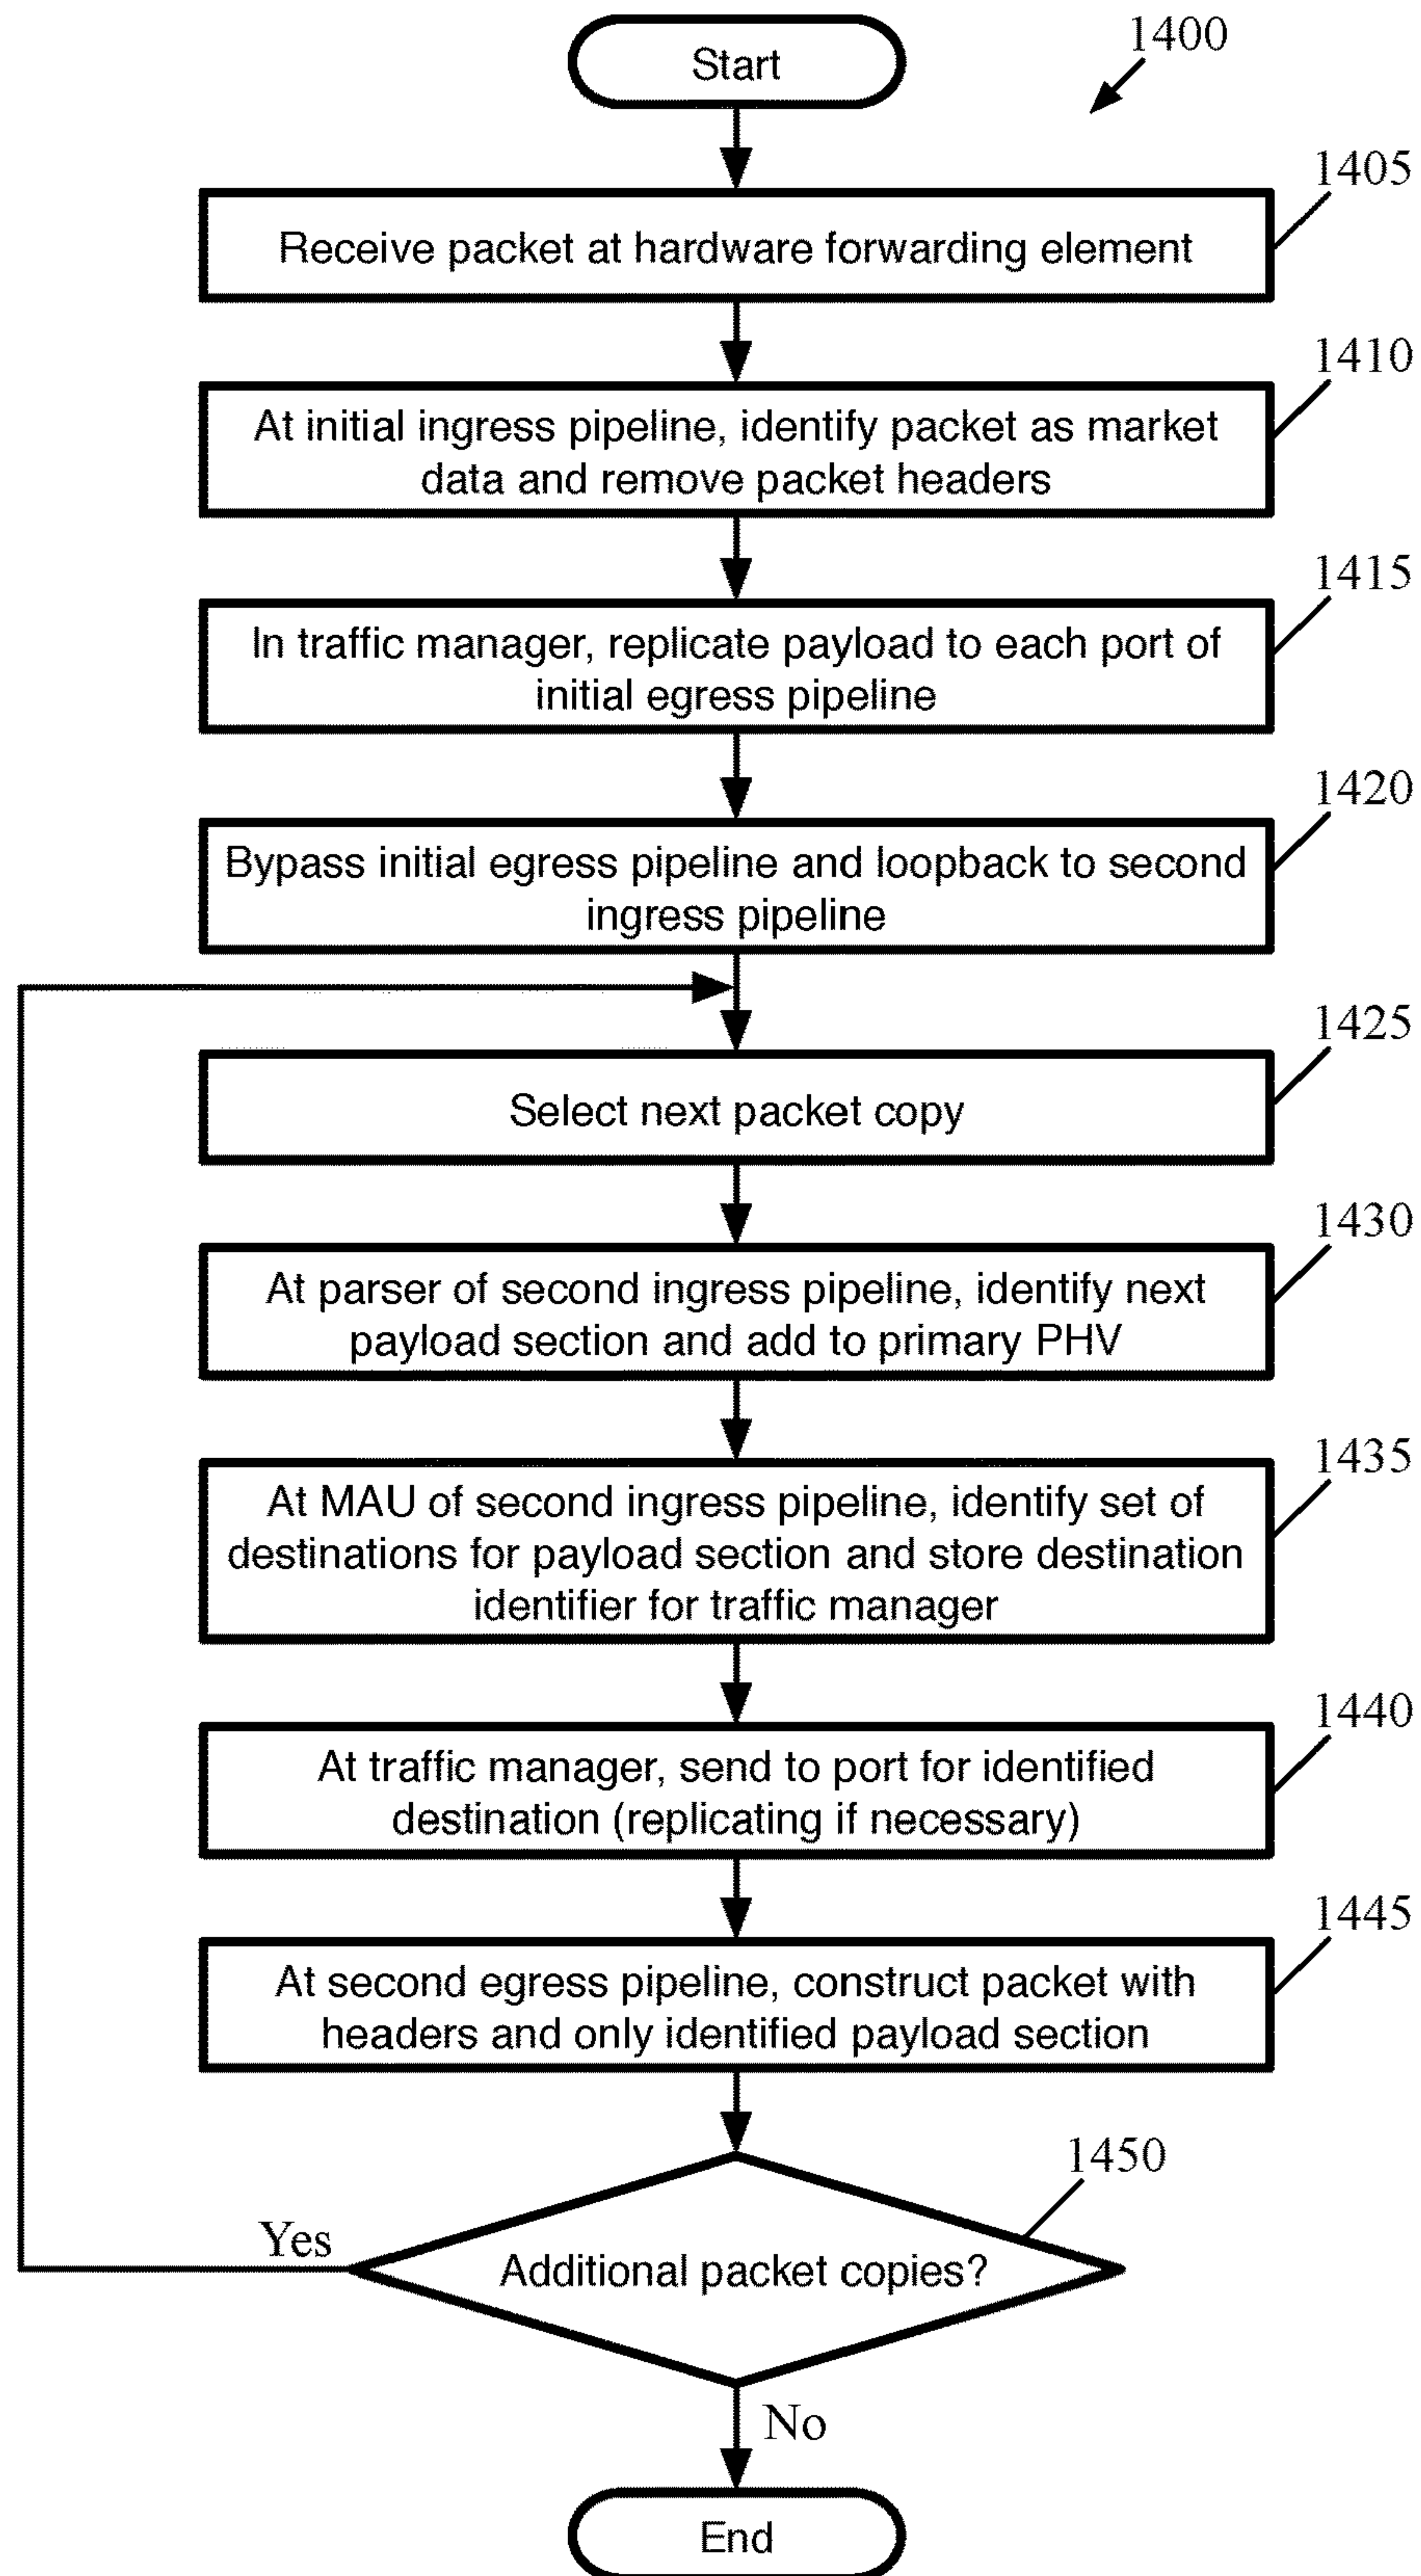 Start
1400
1405
Receive packet at hardware forwarding element
1410
At initial ingress pipeline, identify packet as market
data and remove packet headers
1415
In traffic manager, replicate payload to each port of
initial egress pipeline
1420
Bypass initial egress pipeline and loopback to second
ingress pipeline
1425
Select next packet copy
1430
At parser of second ingress pipeline, identify next
payload section and add to primary PHV
1435
At MAU of second ingress pipeline, identify set of
destinations for payload section and store destination
identifier for traffic manager
1440
At traffic manager, send to port for identified
destination (replicating if necessary)
1445
At second egress pipeline, construct packet with
headers and only identified payload section
1450
Yes
Additional packet copies?
No
End